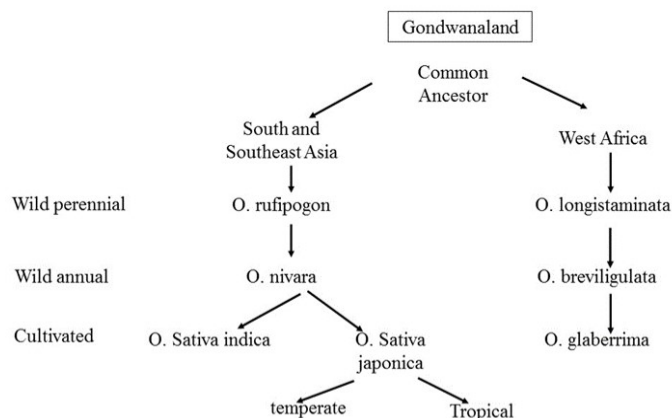 Gondwanaland
Common
Ancestor
South and
Southeast Asia
West Africa
Wild perennial
O. rufipogon
O. longistaminata
Wild annual
O. nivara
O. breviligulata
Cultivated
O. Sativa indica
O. Sativa
japonica
O. glaberrima
temperate
Tropical